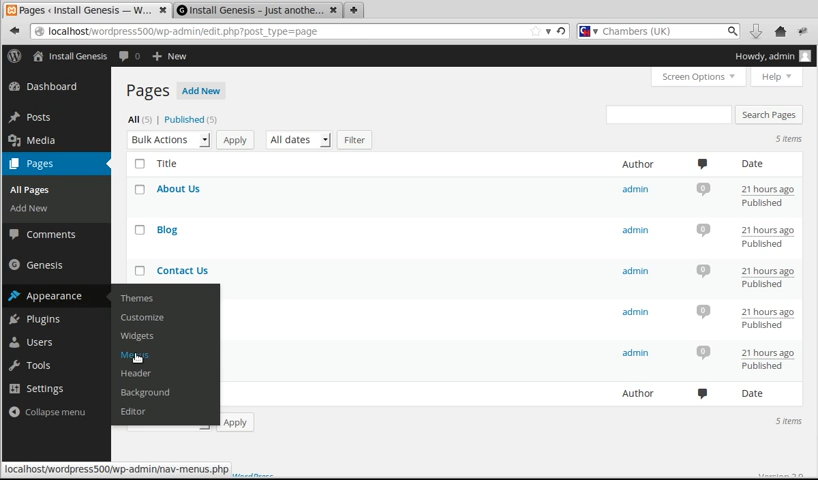 Pages < Install Genesis — W...
Install Genesis – Just anothe...
localhost/wordpress500/wp-admin/edit.php?post_type=page
Chambers (UK)
Install Genesis
0
New
Howdy, admin
Dashboard
Posts
Media
Pages
All Pages
Add New
Comments
Genesis
Appearance
Plugins
Users
Tools
Settings
Collapse menu
Themes
Customize
Widgets
Menus
Header
Background
Editor
Screen Options
Help
Pages
Add New
All (5) | Published (5)
Search Pages
Bulk Actions
Apply
All dates
Filter
5 items
Title
Author
Date
About Us
admin
0
21 hours ago
Published
Blog
admin
0
21 hours ago
Published
Contact Us
admin
0
21 hours ago
Published
admin
0
21 hours ago
Published
admin
0
21 hours ago
Published
Author
Date
Apply
5 items
localhost/wordpress500/wp-admin/nav-menus.php
WordPress